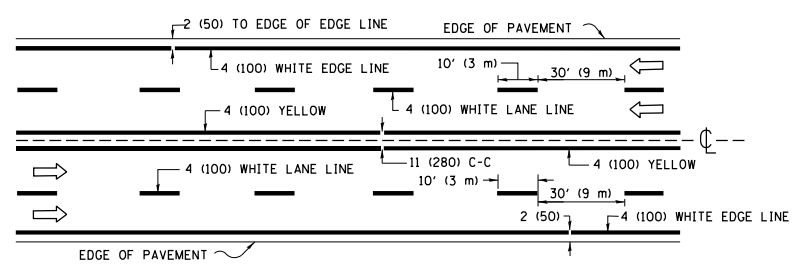 2 (50) TO EDGE OF EDGE LINE
EDGE OF PAVEMENT
4 (100) WHITE EDGE LINE
10' (3 m)
30' (9 m)
4 (100) YELLOW
4 (100) WHITE LANE LINE
℄
11 (280) C-C
4 (100) YELLOW
4 (100) WHITE LANE LINE
10' (3 m)
30' (9 m)
2 (50)
4 (100) WHITE EDGE LINE
EDGE OF PAVEMENT